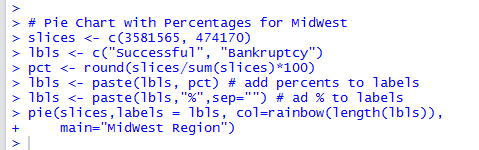 >
> # Pie Chart with Percentages for Midwest
> slices <- c(3581565, 474170)
> lbls <- c("Successful", "Bankruptcy")
> pct <- round(slices/sum(slices)*100)
> lbls <- paste(lbls, pct) # add percents to labels
> lbls <- paste(lbls,"%",sep="") # ad % to labels
> pie(slices,labels = lbls, col=rainbow(length(lbls)),
+     main="Midwest Region")
>